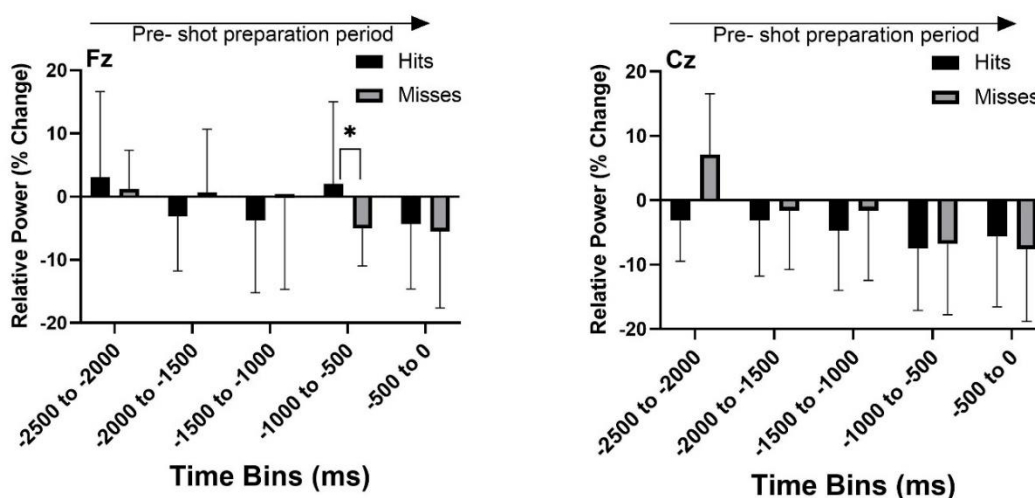 Pre- shot preparation period
Fz
Hits
Misses
*
20
10
0
-10
-20
Relative Power (% Change)
-2500 to -2000
-2000 to -1500
-1500 to -1000
-1000 to -500
-500 to 0
Time Bins (ms)
Pre- shot preparation period
Cz
Hits
Misses
20
10
0
-10
-20
Relative Power (% Change)
-2500 to -2000
-2000 to -1500
-1500 to -1000
-1000 to -500
-500 to 0
Time Bins (ms)